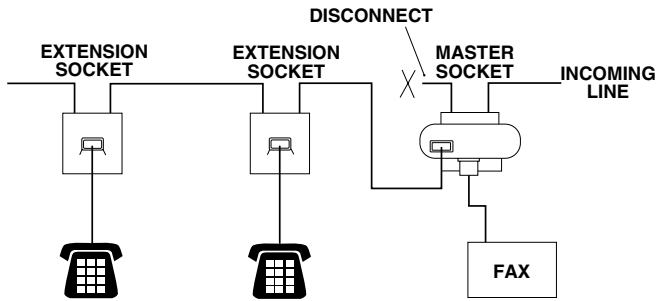 DISCONNECT
EXTENSION
SOCKET
EXTENSION
SOCKET
MASTER
SOCKET
INCOMING
LINE
FAX